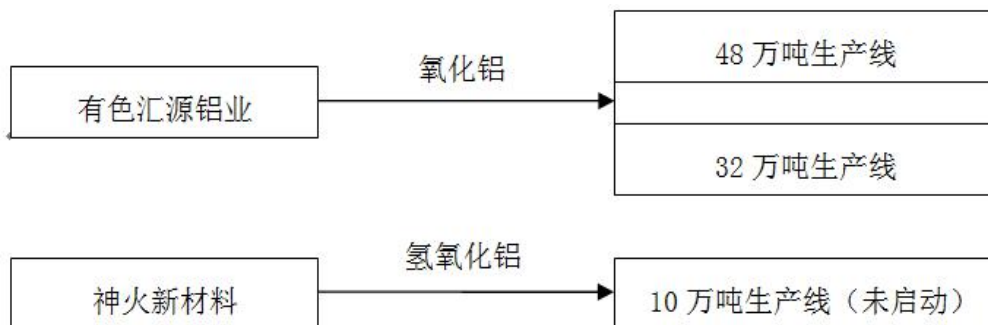 氧化铝
48 万吨生产线
有色汇源铝业
32 万吨生产线
氢氧化铝
神火新材料
10 万吨生产线（未启动）